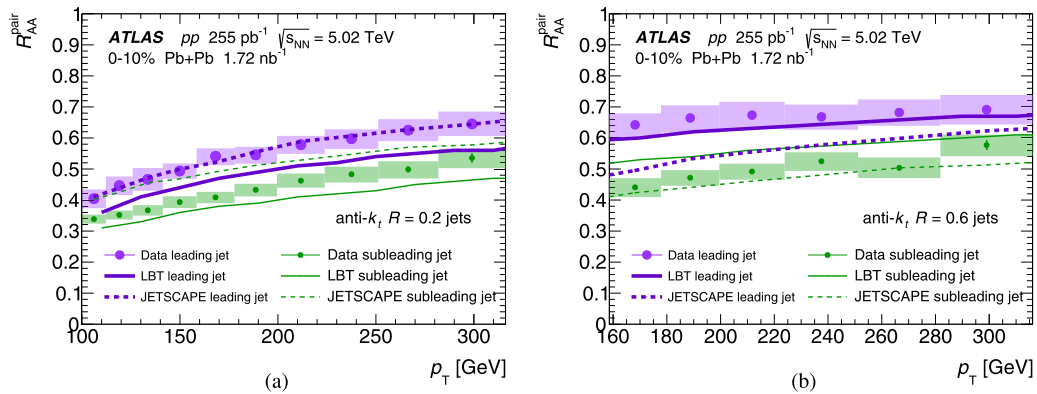 R_AA^pair
1
0.9
0.8
0.7
0.6
0.5
0.4
0.3
0.2
0.1
0
ATLAS pp 255 pb⁻¹ √s_NN = 5.02 TeV
0-10% Pb+Pb 1.72 nb⁻¹
anti-k_t R = 0.2 jets
Data leading jet
Data subleading jet
LBT leading jet
LBT subleading jet
JETSCAPE leading jet
JETSCAPE subleading jet
100 150 200 250 300
p_T [GeV]
(a)
R_AA^pair
1
0.9
0.8
0.7
0.6
0.5
0.4
0.3
0.2
0.1
0
ATLAS pp 255 pb⁻¹ √s_NN = 5.02 TeV
0-10% Pb+Pb 1.72 nb⁻¹
anti-k_t R = 0.6 jets
Data leading jet
Data subleading jet
LBT leading jet
LBT subleading jet
JETSCAPE leading jet
JETSCAPE subleading jet
160 180 200 220 240 260 280 300
p_T [GeV]
(b)